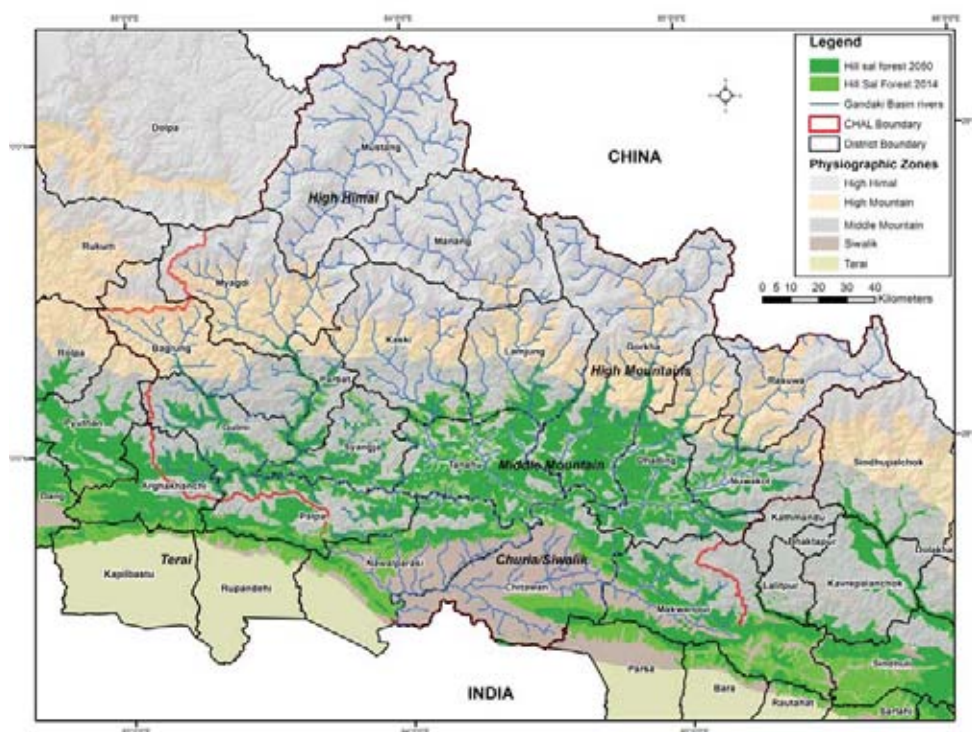 Legend
Hill sal forest 2050
Hill Sal Forest 2014
Gandaki Basin rivers
CHAL Boundary
District Boundary
Physiographic Zones
High Himal
High Mountain
Middle Mountain
Siwalik
Terai
0 5 10 20 30 40
Kilometers
CHINA
Dolpa
Mustang
High Himal
Manang
Rukum
Myagdi
Kaski
Lamjung
Gorkha
Baglung
Rolpa
High Mountains
Rasuwa
Parbat
Pyuthan
Gulmi
Syangja
Tanahu
Middle Mountain
Dhading
Nuwakot
Sindhupalchok
Arghakhanchi
Dang
Palpa
Kathmandu
Bhaktapur
Dolakha
Terai
Nawalparasi
Churia/Siwalik
Lalitpur
Kavrepalanchok
Kapilbastu
Rupandehi
Chitawan
Makwanpur
Parsa
Sindhuli
INDIA
Bara
Rautahat
Sarlahi